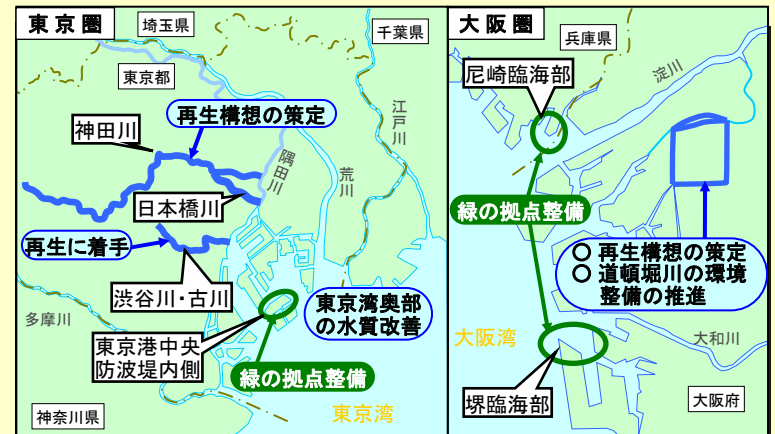 東京圏
埼玉県
千葉県
東京都
再生構想の策定
神田川
江戸川
隅田川
荒川
日本橋川
再生に着手
渋谷川・古川
多摩川
東京湾奥部
の水質改善
東京港中央
防波堤内側
緑の拠点整備
神奈川県
東京湾
大阪圏
兵庫県
尼崎臨海部
淀川
緑の拠点整備
○ 再生構想の策定
○ 道頓堀川の環境
整備の推進
大阪湾
大和川
堺臨海部
大阪府